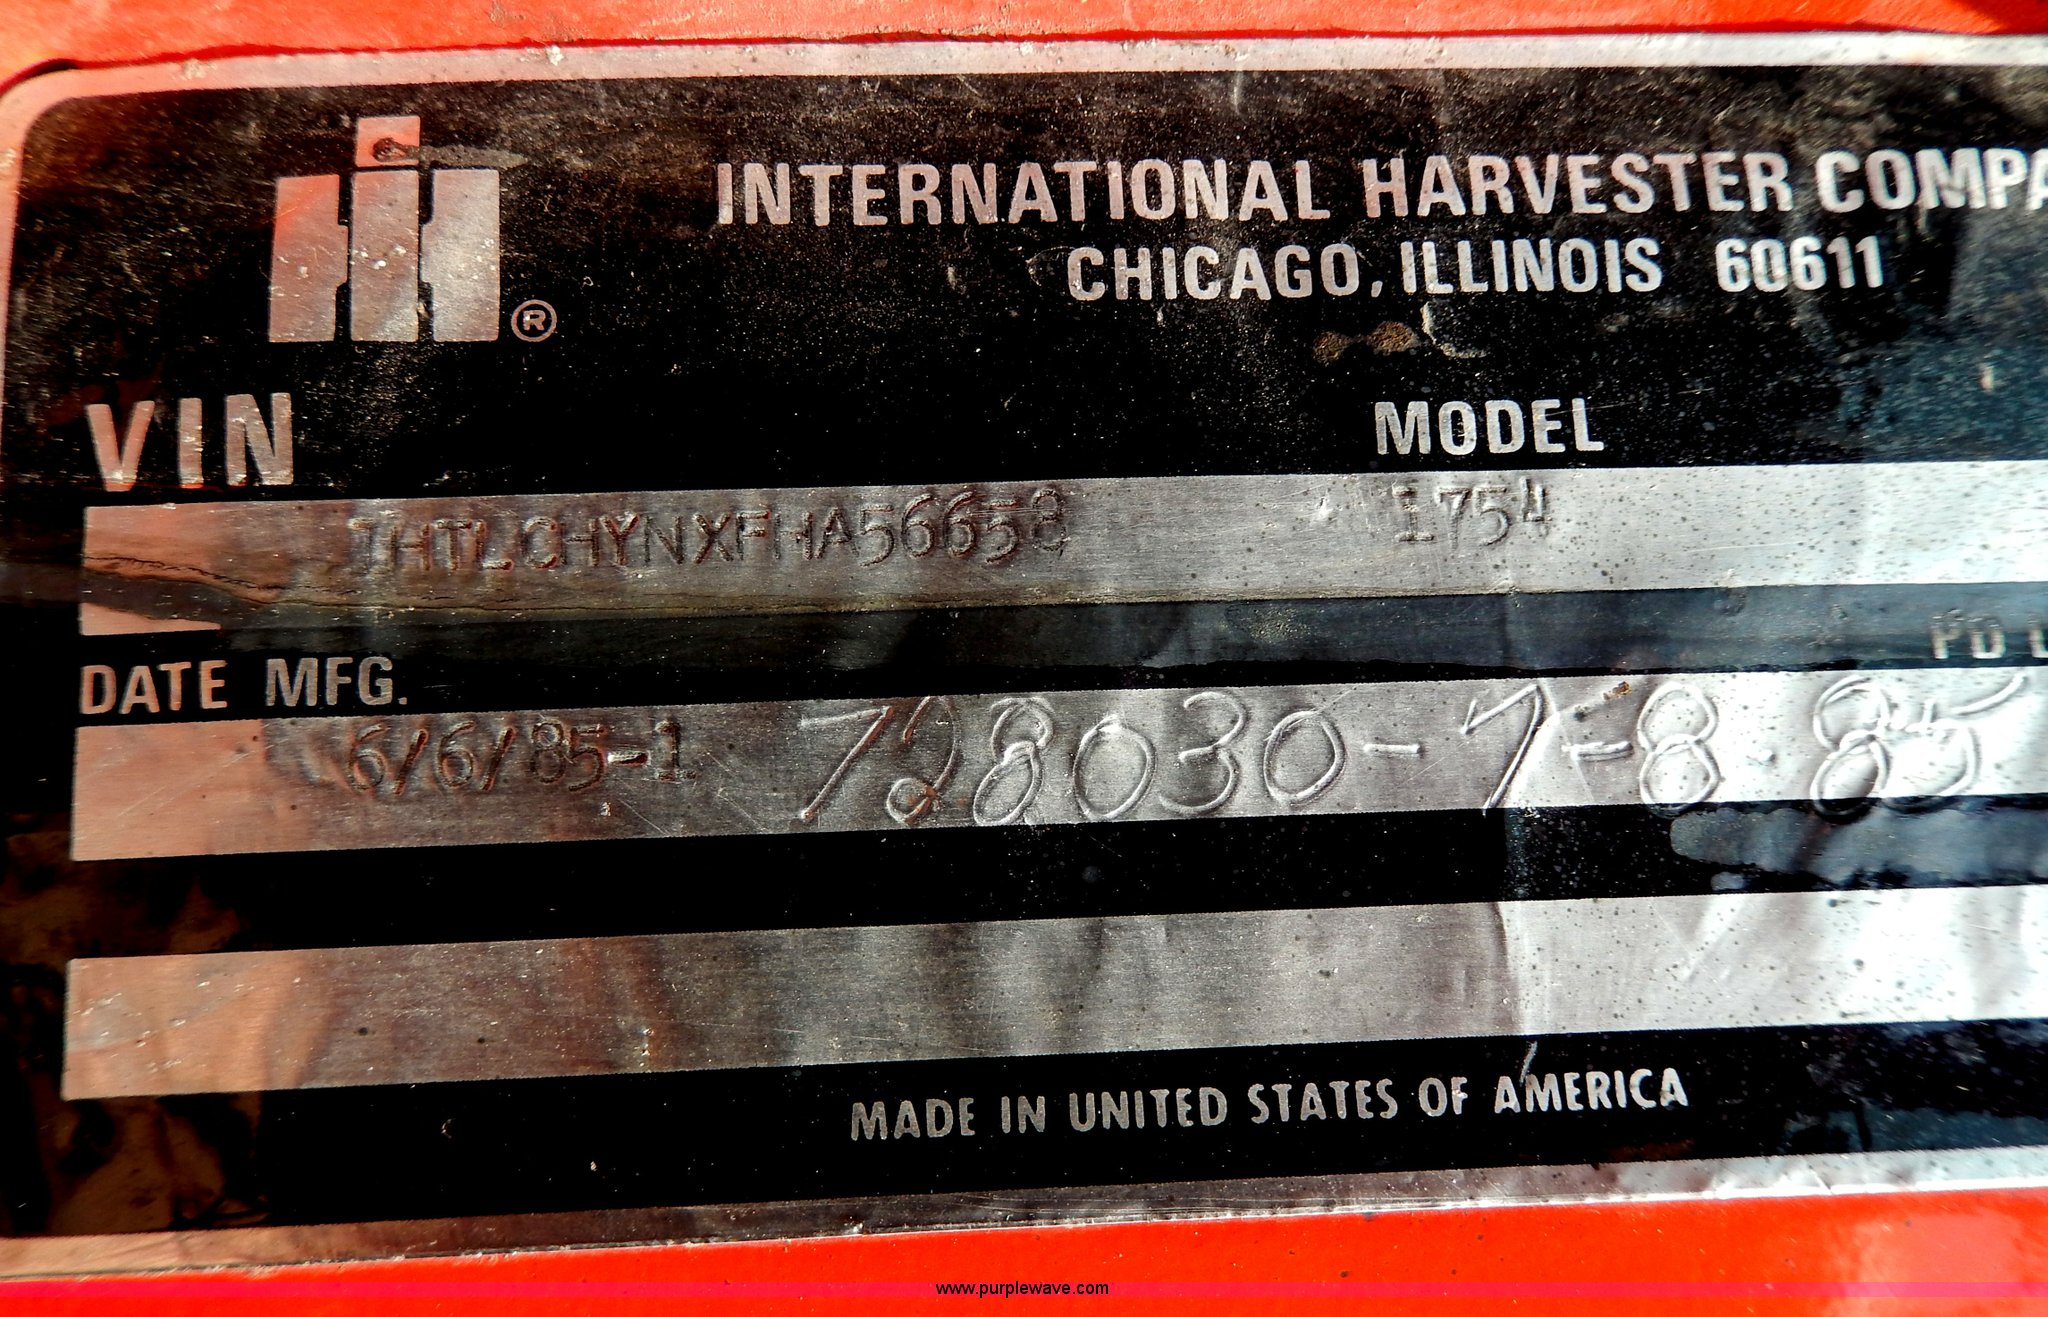 ®
INTERNATIONAL HARVESTER COMPA
CHICAGO, ILLINOIS 60611
VIN
MODEL
1HTLCHYNXFHA56658
1754
PD L
DATE MFG.
6/6/85-1 728030-7-8-85
MADE IN UNITED STATES OF AMERICA
www.purplewave.com